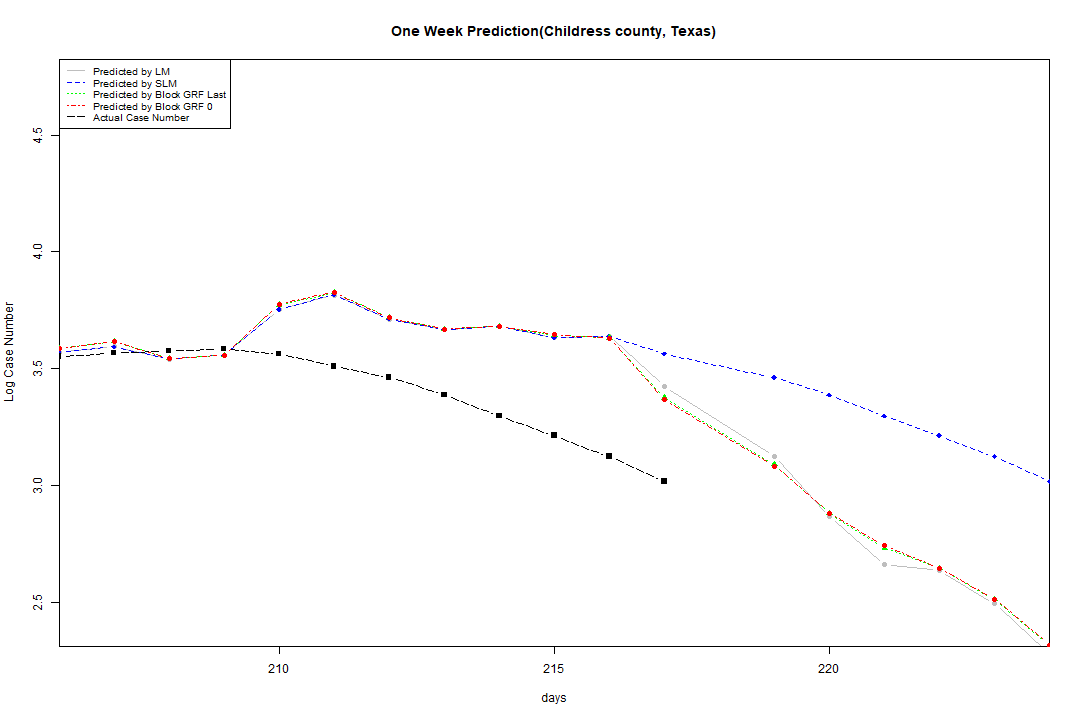 One Week Prediction(Childress county, Texas)
Predicted by LM
Predicted by SLM
Predicted by Block GRF Last
Predicted by Block GRF 0
Actual Case Number
4.5
4.0
3.5
3.0
2.5
Log Case Number
210
215
220
days